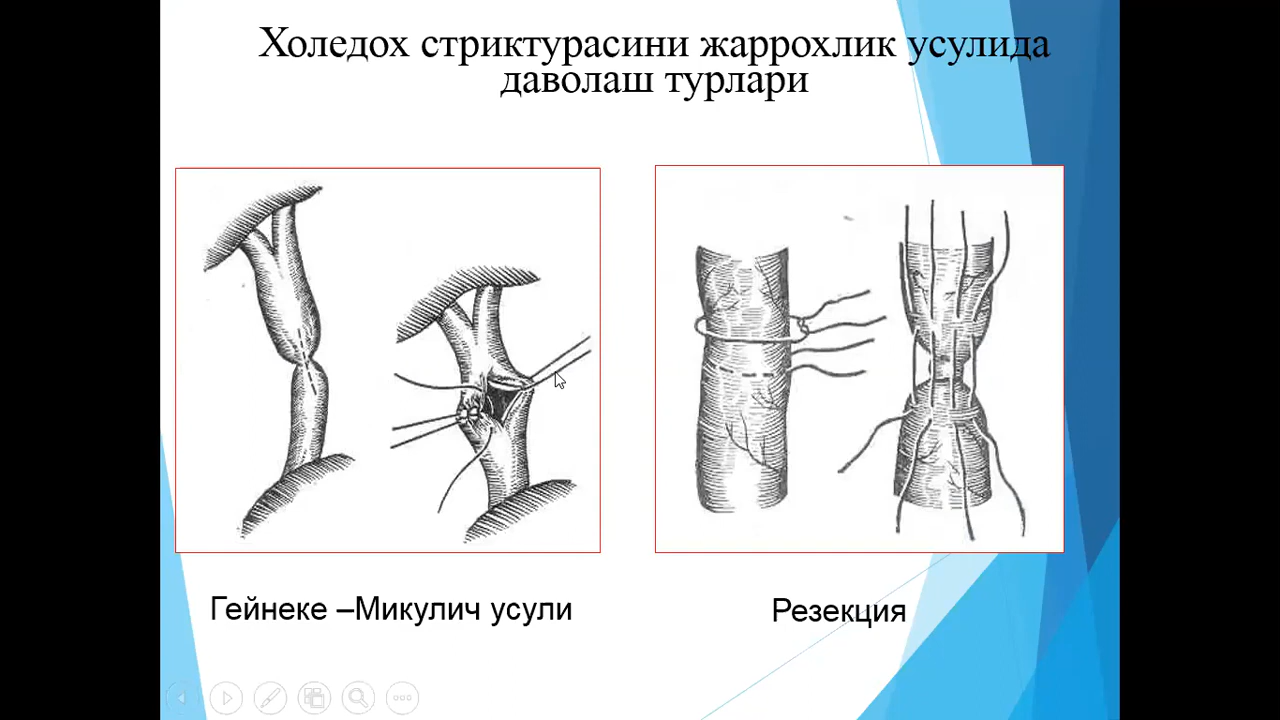 Холедох стриктурасини жаррохлик усулида
даволаш турлари
Гейнеке –Микулич усули
Резекция